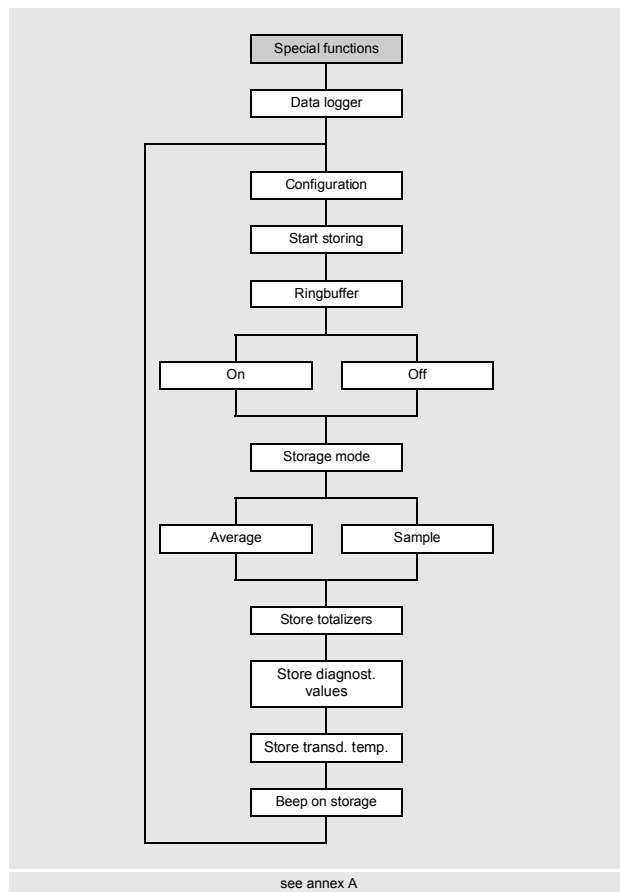 Special functions
Data logger
Configuration
Start storing
Ringbuffer
On
Off
Storage mode
Average
Sample
Store totalizers
Store diagnost.
values
Store transd. temp.
Beep on storage
see annex A